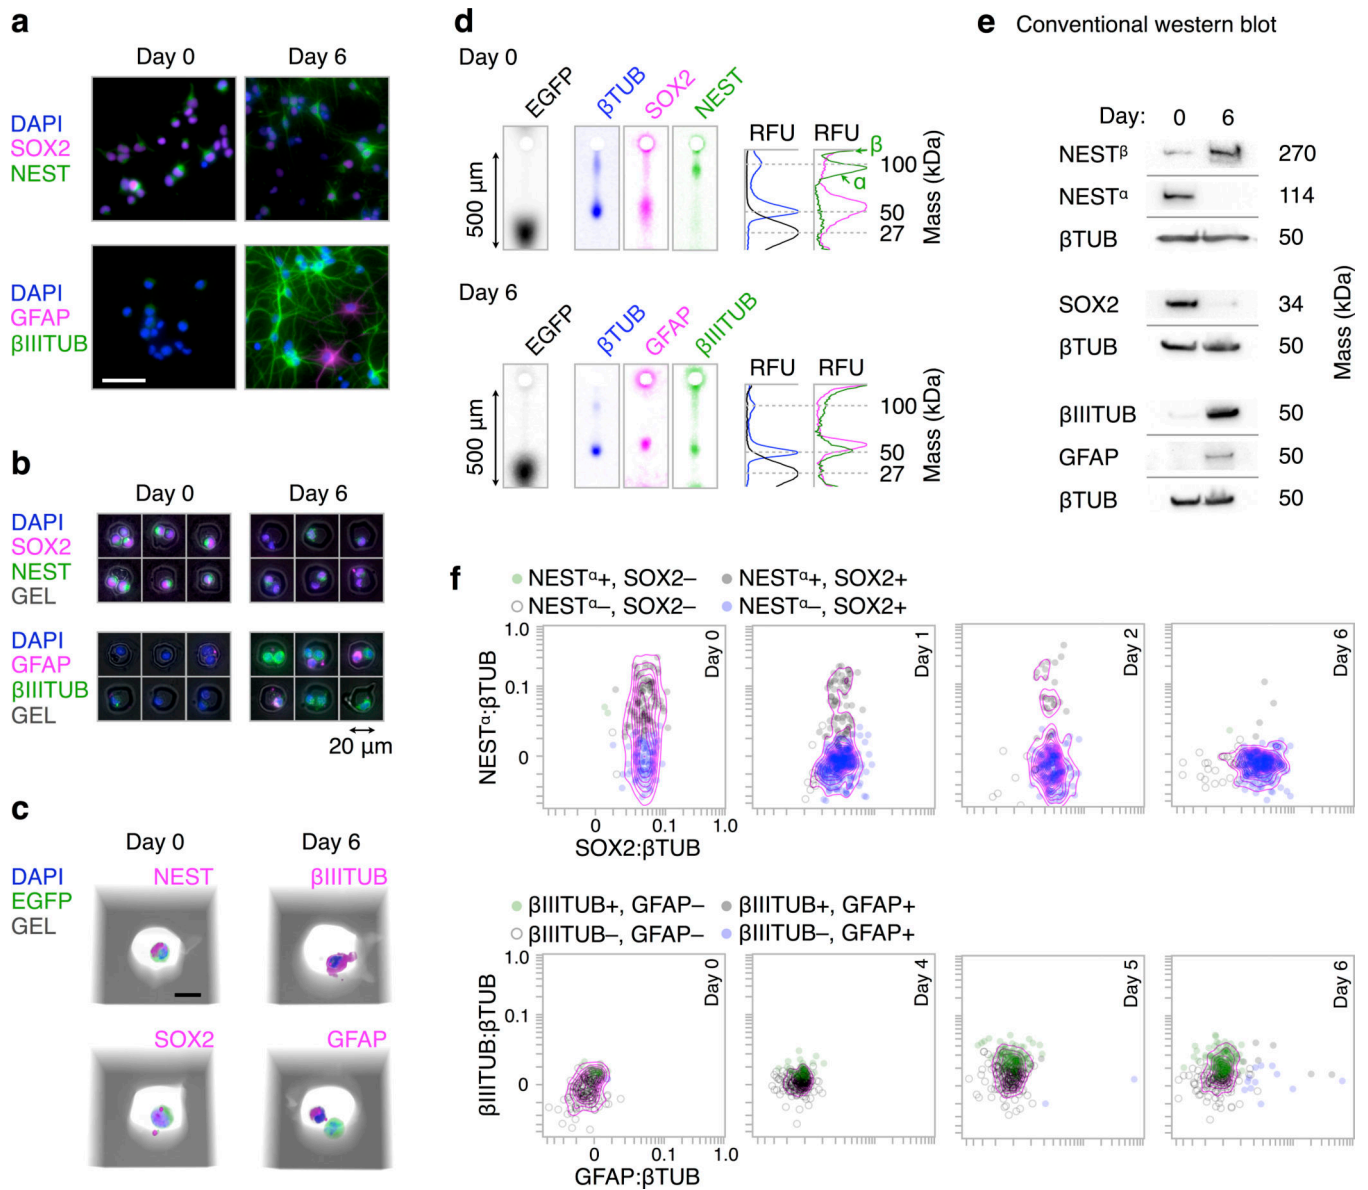 a
Day 0
Day 6
DAPI
SOX2
NEST
DAPI
GFAP
βIIITUB
b
Day 0
Day 6
DAPI
SOX2
NEST
GEL
DAPI
GFAP
βIIITUB
GEL
20 µm
c
Day 0
Day 6
DAPI
EGFP
GEL
NEST
βIIITUB
SOX2
GFAP
d
Day 0
EGFP
βTUB
SOX2
NEST
RFU
RFU
500 µm
β
α
100
50
27
Mass (kDa)
Day 6
EGFP
βTUB
GFAP
βIIITUB
RFU
RFU
500 µm
100
50
27
Mass (kDa)
e Conventional western blot
Day: 0 6
NESTᵝ 270
NESTᵅ 114
βTUB 50
SOX2 34
βTUB 50
βIIITUB 50
GFAP 50
βTUB 50
Mass (kDa)
f
NESTᵅ+, SOX2– NESTᵅ+, SOX2+
NESTᵅ–, SOX2– NESTᵅ–, SOX2+
1.0
0.1
0
NESTᵅ:βTUB
Day 0
Day 1
Day 2
Day 6
0 0.1 1.0
SOX2:βTUB
βIIITUB+, GFAP– βIIITUB+, GFAP+
βIIITUB–, GFAP– βIIITUB–, GFAP+
1.0
0.1
0
βIIITUB:βTUB
Day 0
Day 4
Day 5
Day 6
0 0.1 1.0
GFAP:βTUB